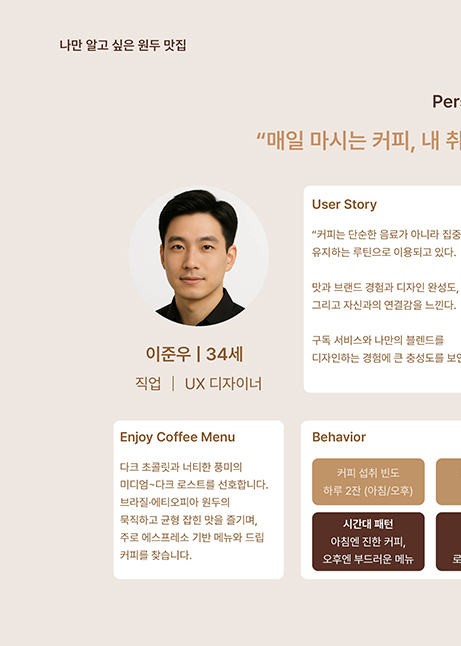 나만 알고 싶은 원두 맛집
Pers
“매일 마시는 커피, 내 취
이준우 | 34세
직업 | UX 디자이너
User Story
“커피는 단순한 음료가 아니라 집중
유지하는 루틴으로 이용되고 있다.
맛과 브랜드 경험과 디자인 완성도,
그리고 자신과의 연결감을 느낀다.
구독 서비스와 나만의 블렌드를
디자인하는 경험에 큰 충성도를
Enjoy Coffee Menu
다크 초콜릿과 너티한 풍미의
미디엄~다크 로스트를 선호합니다.
브라질·에티오피아 원두의
묵직하고 균형 잡힌 맛을 즐기며,
주로 에스프레소 기반 메뉴와 드립
커피를 찾습니다.
Behavior
커피 섭취 빈도
하루 2잔 (아침/오후)
시간대 패턴
아침엔 진한 커피,
오후엔 부드러운 메뉴